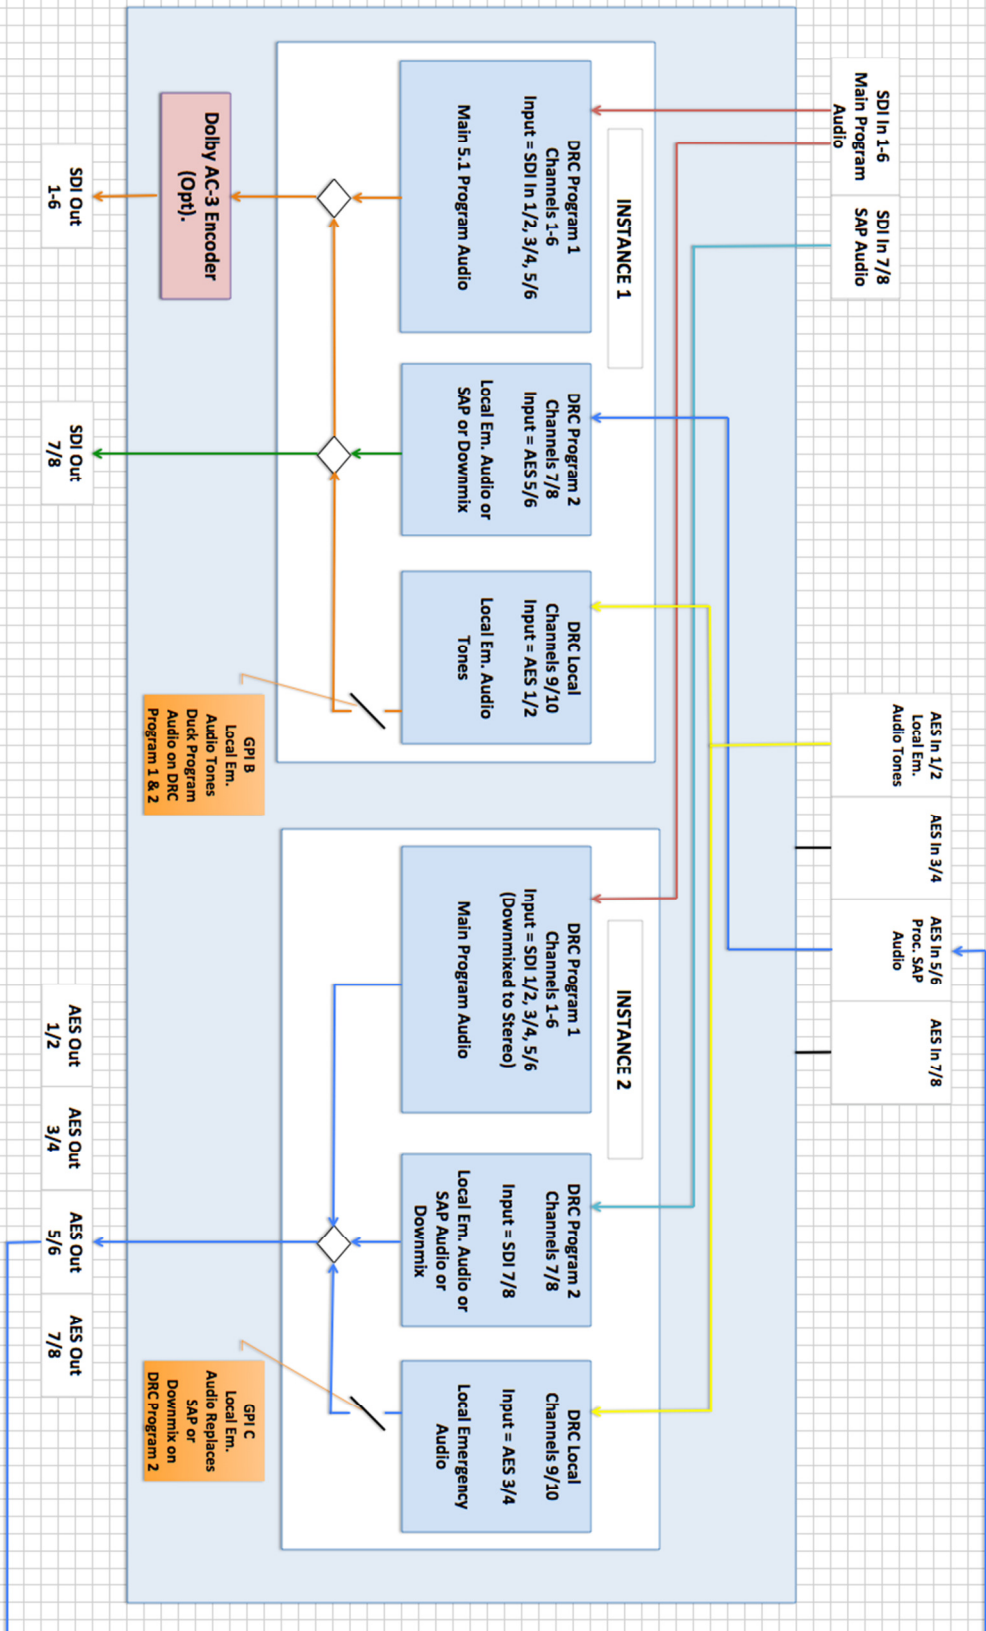 SDI In 1-6
Main Program
Audio
SDI In 7/8
SAP Audio
AES In 1/2
Local Em.
Audio Tones
AES In 3/4
AES In 5/6
Proc. SAP
Audio
AES In 7/8
INSTANCE 1
DRC Program 1
Channels 1-6
Input = SDI In 1/2, 3/4, 5/6
Main 5.1 Program Audio
DRC Program 2
Channels 7/8
Input = AES 5/6
Local Em. Audio or
SAP or Downmix
DRC Local
Channels 9/10
Input = AES 1/2
Local Em. Audio
Tones
INSTANCE 2
DRC Program 1
Channels 1-6
Input = SDI 1/2, 3/4, 5/6
(Downmixed to Stereo)
Main Program Audio
DRC Program 2
Channels 7/8
Input = SDI 7/8
Local Em. Audio or
SAP Audio or
Downmix
DRC Local
Channels 9/10
Input = AES 3/4
Local Emergency
Audio
Dolby AC-3 Encoder
(Opt).
GPI B
Local Em.
Audio Tones
Duck Program
Audio on DRC
Program 1 & 2
GPI C
Local Em.
Audio Replaces
SAP or
Downmix on
DRC Program 2
SDI Out
1-6
SDI Out
7/8
AES Out
1/2
AES Out
3/4
AES Out
5/6
AES Out
7/8